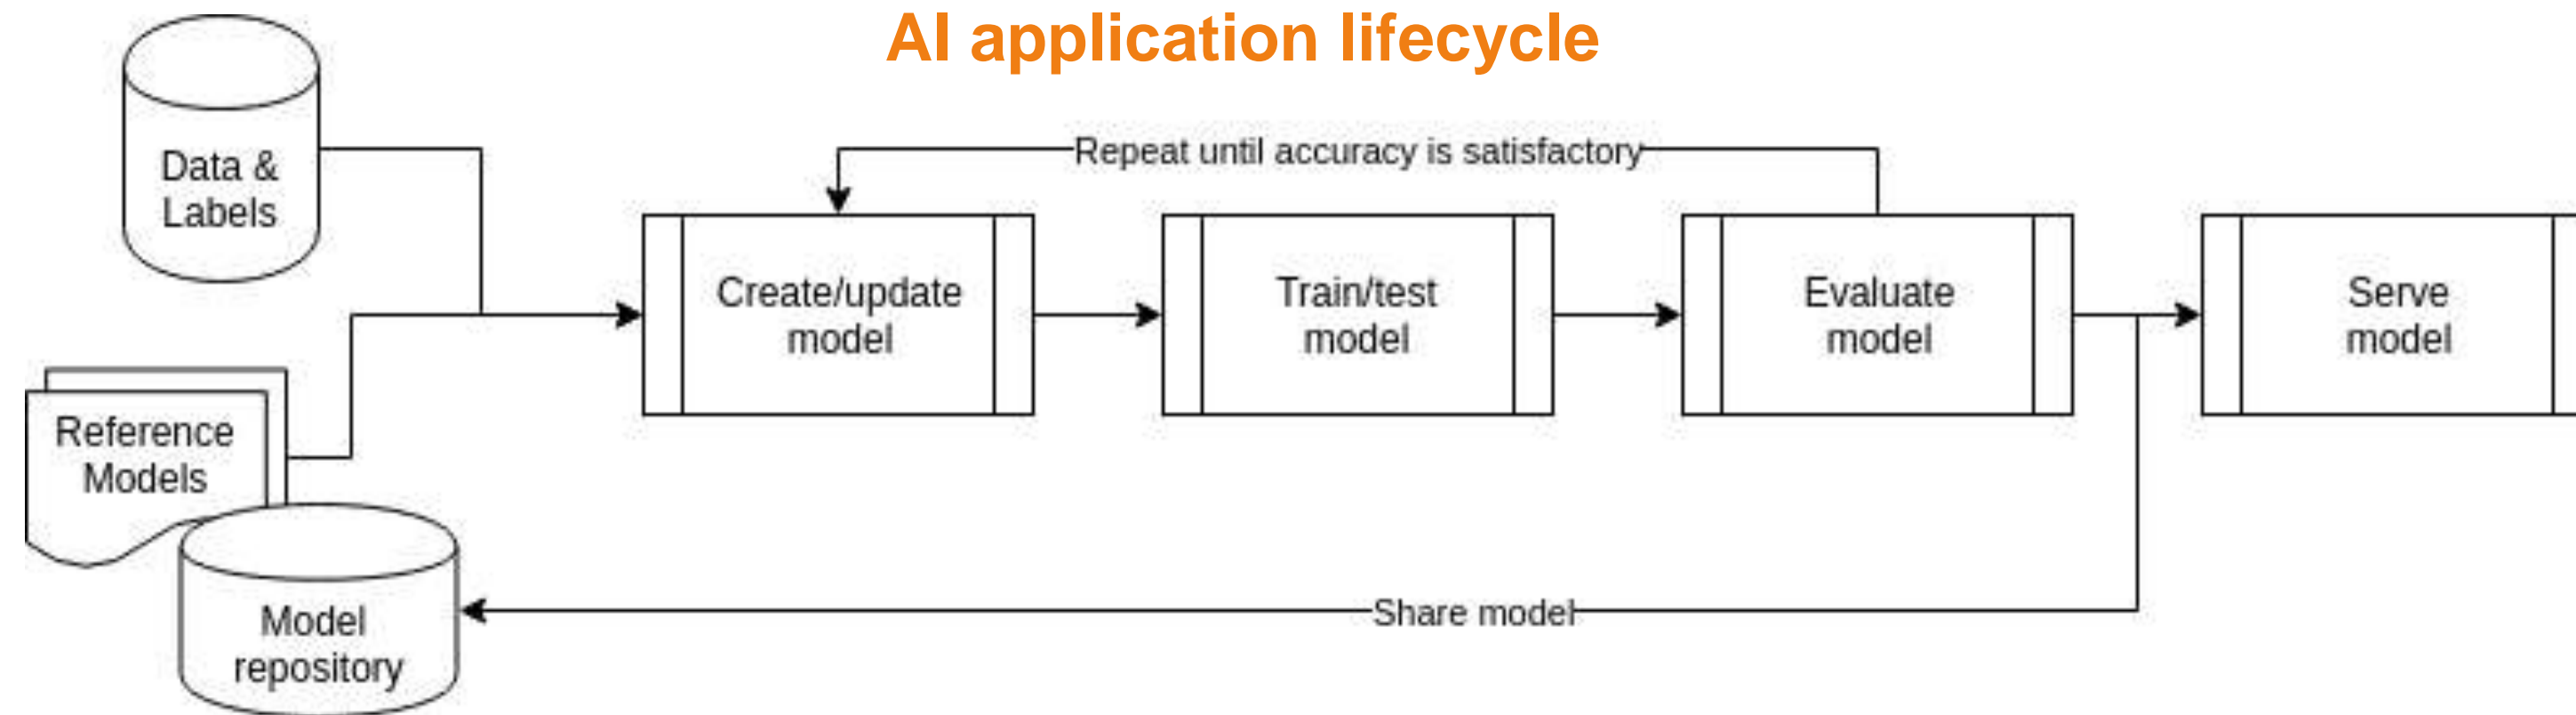 AI application lifecycle
Data &
Labels
Repeat until accuracy is satisfactory
Create/update
model
Train/test
model
Evaluate
model
Serve
model
Reference
Models
Model
repository
Share model